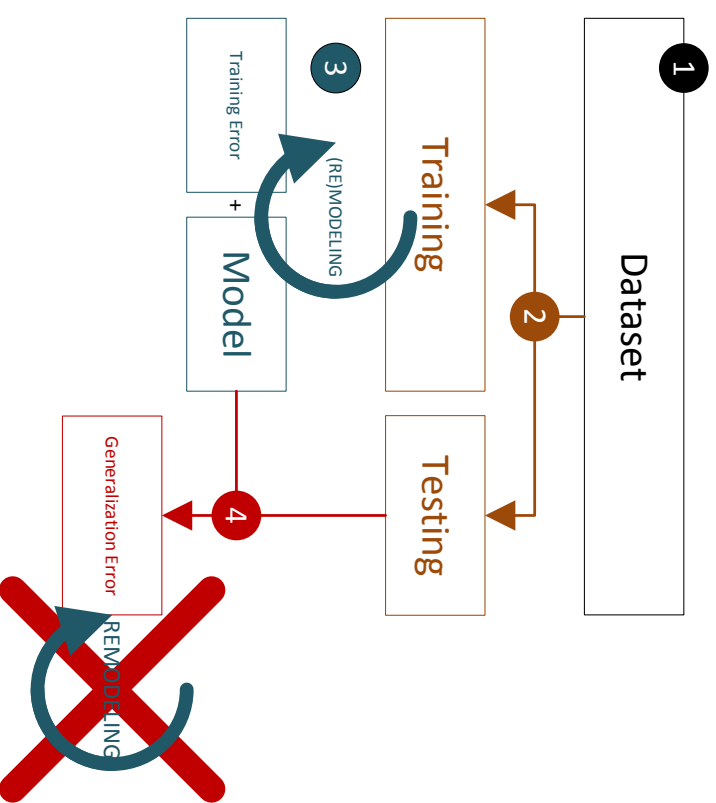 1
Dataset
2
Training
Testing
3
(RE)MODELING
Training Error
+
Model
4
Generalization Error
REMODELING